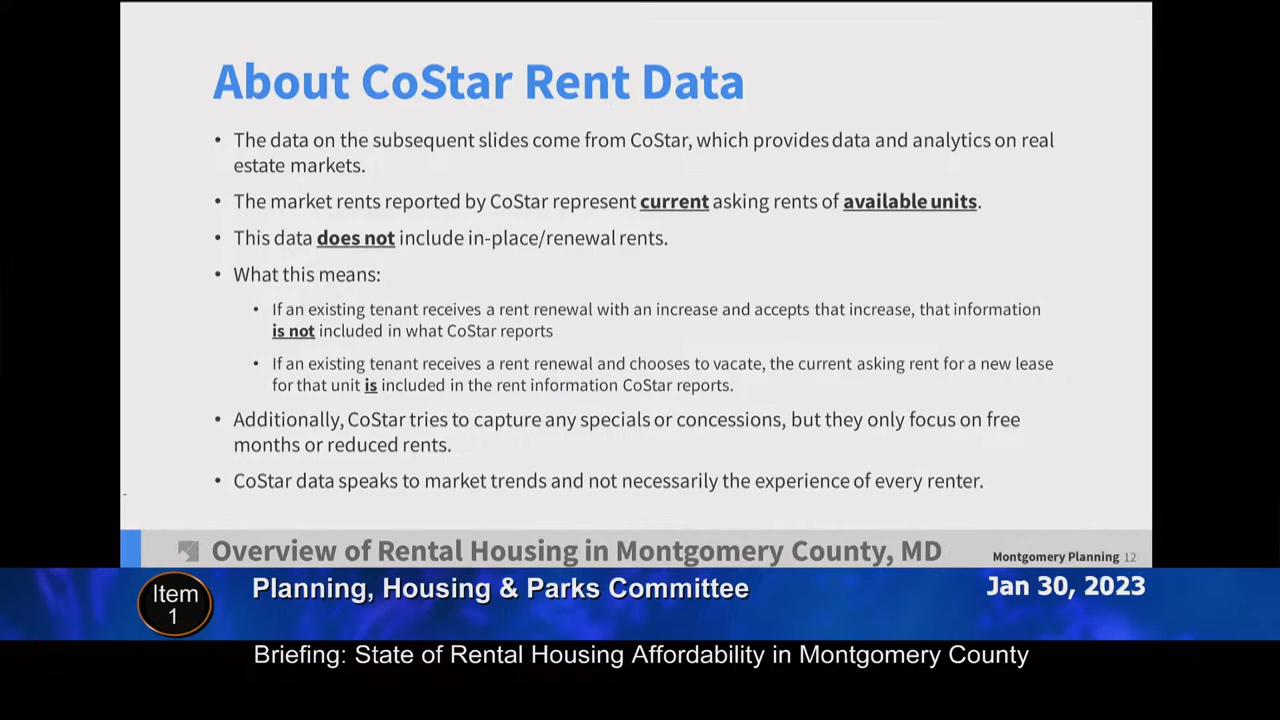 About CoStar Rent Data
• The data on the subsequent slides come from CoStar, which provides data and analytics on real
estate markets.
• The market rents reported by CoStar represent current asking rents of available units.
• This data does not include in-place/renewal rents.
• What this means:
• If an existing tenant receives a rent renewal with an increase and accepts that increase, that information
is not included in what CoStar reports
• If an existing tenant receives a rent renewal and chooses to vacate, the current asking rent for a new lease
for that unit is included in the rent information CoStar reports.
• Additionally, CoStar tries to capture any specials or concessions, but they only focus on free
months or reduced rents.
• CoStar data speaks to market trends and not necessarily the experience of every renter.
Overview of Rental Housing in Montgomery County, MD
Montgomery Planning 12
Item
1
Planning, Housing & Parks Committee
Jan 30, 2023
Briefing: State of Rental Housing Affordability in Montgomery County